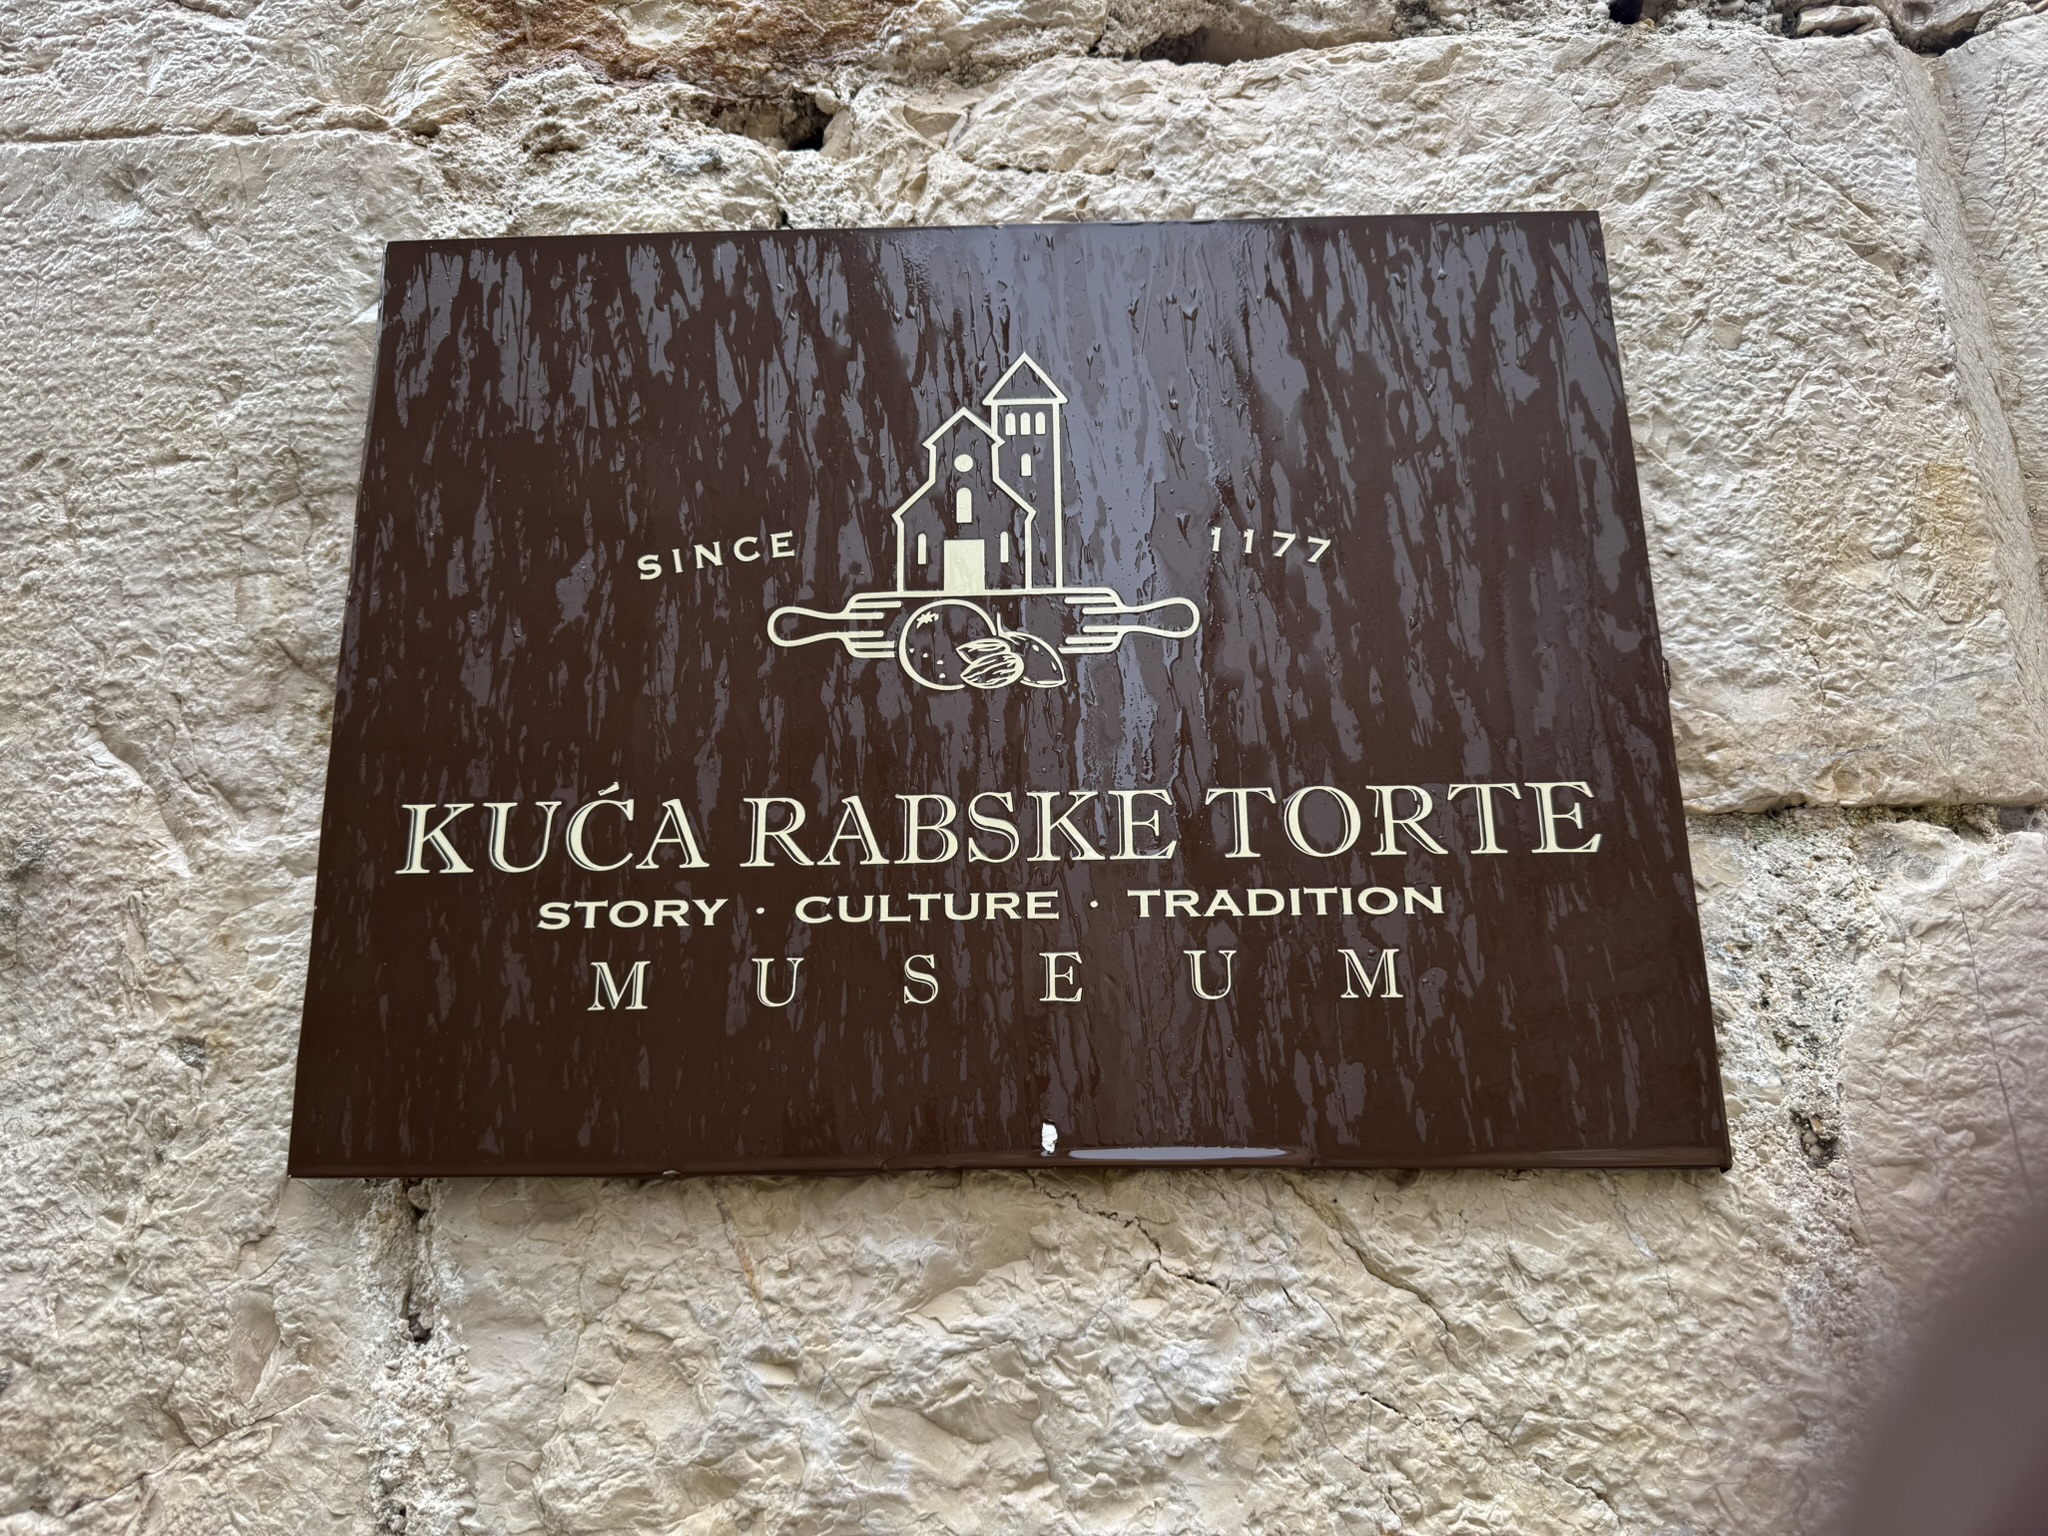 SINCE 1177
KUĆA RABSKE TORTE
STORY · CULTURE · TRADITION
MUSEUM